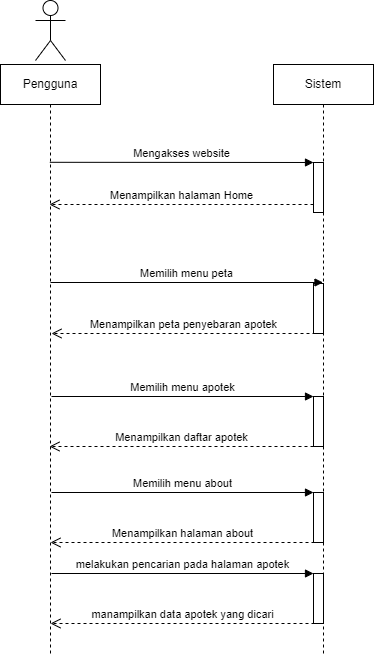 Pengguna
Sistem
Mengakses website
Menampilkan halaman Home
Memilih menu peta
Menampilkan peta penyebaran apotek
Memilih menu apotek
Menampilkan daftar apotek
Memilih menu about
Menampilkan halaman about
melakukan pencarian pada halaman apotek
manampilkan data apotek yang dicari